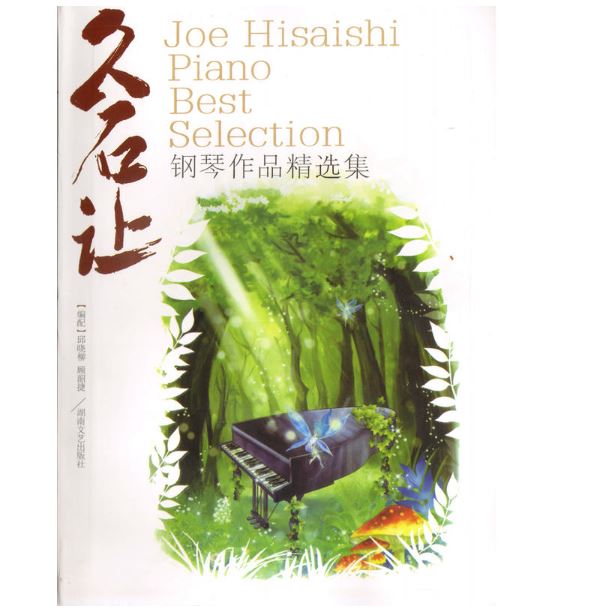 久石让
Joe Hisaishi
Piano
Best
Selection
钢琴作品精选集
【编配】邱晓柳 顾韶捷／湖南文艺出版社